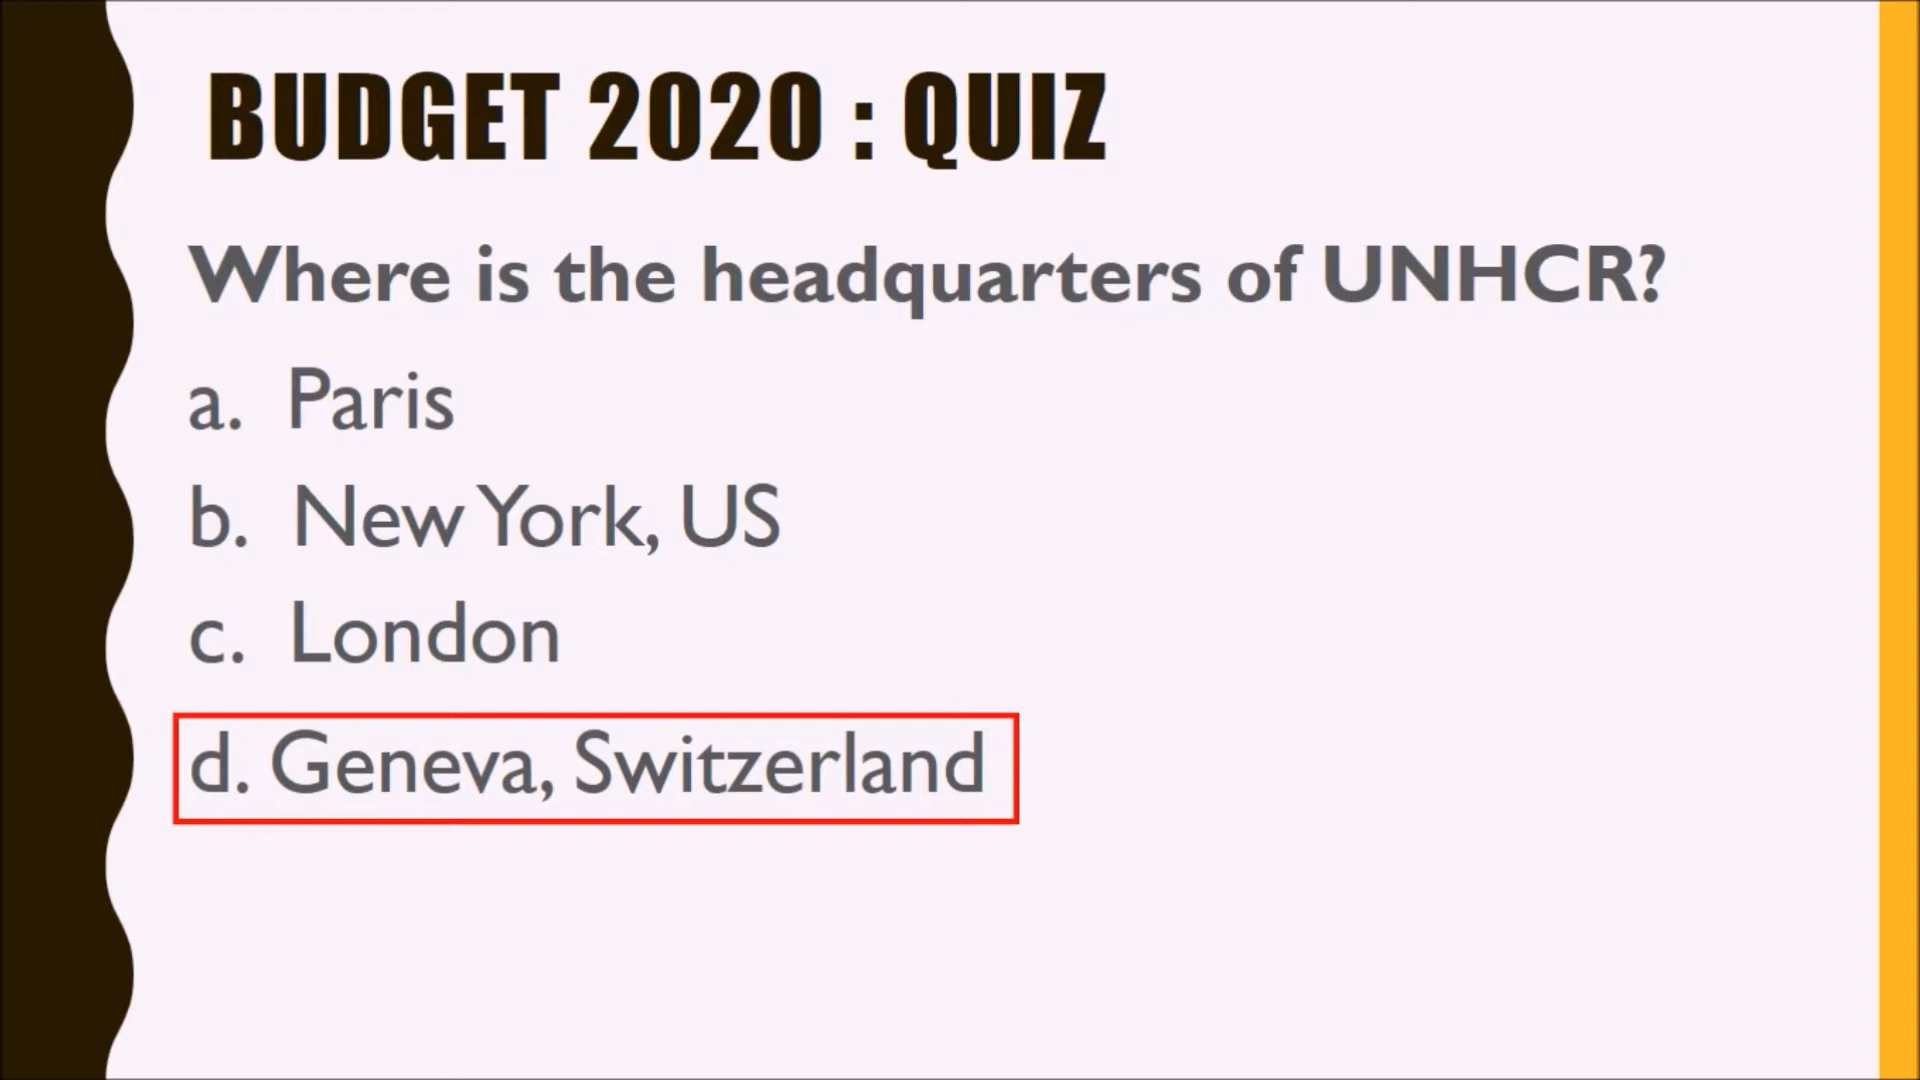 BUDGET 2020 : QUIZ
Where is the headquarters of UNHCR?
a. Paris
b. New York, US
c. London
d. Geneva, Switzerland